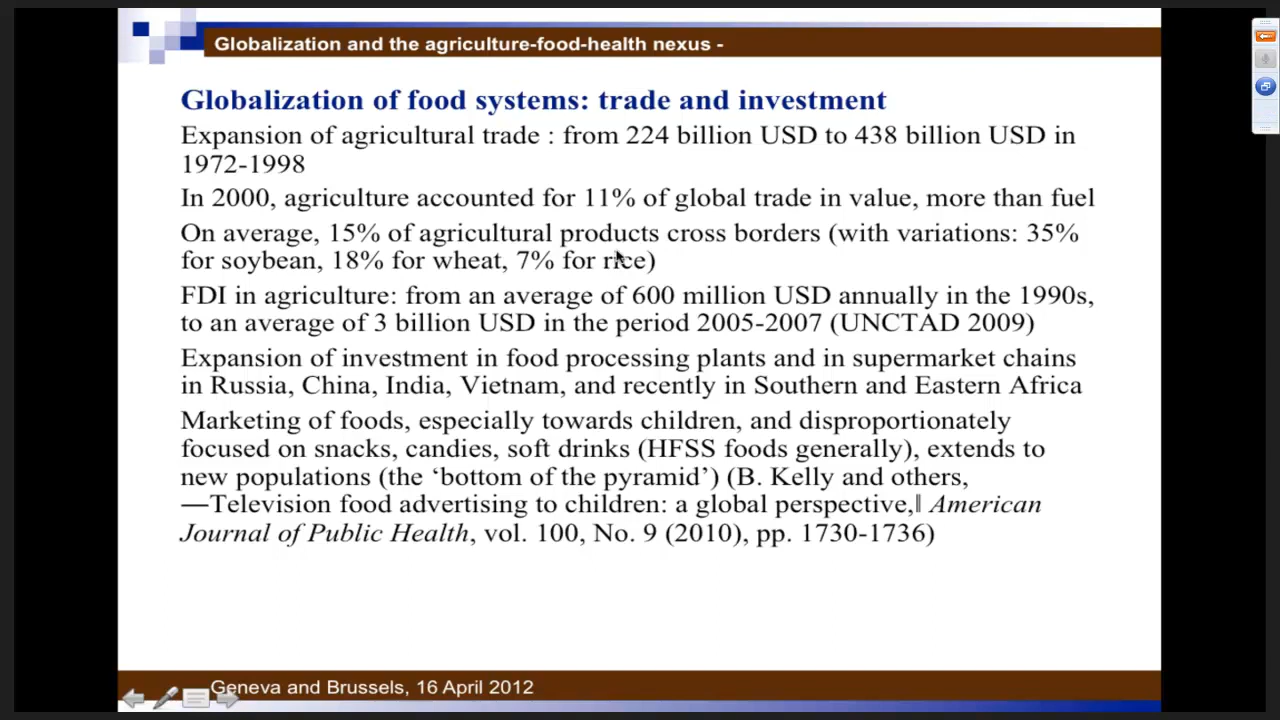 Globalization and the agriculture-food-health nexus -
Globalization of food systems: trade and investment
Expansion of agricultural trade : from 224 billion USD to 438 billion USD in
1972-1998
In 2000, agriculture accounted for 11% of global trade in value, more than fuel
On average, 15% of agricultural products cross borders (with variations: 35%
for soybean, 18% for wheat, 7% for rice)
FDI in agriculture: from an average of 600 million USD annually in the 1990s,
to an average of 3 billion USD in the period 2005-2007 (UNCTAD 2009)
Expansion of investment in food processing plants and in supermarket chains
in Russia, China, India, Vietnam, and recently in Southern and Eastern Africa
Marketing of foods, especially towards children, and disproportionately
focused on snacks, candies, soft drinks (HFSS foods generally), extends to
new populations (the ‘bottom of the pyramid’) (B. Kelly and others,
―Television food advertising to children: a global perspective,‖ American
Journal of Public Health, vol. 100, No. 9 (2010), pp. 1730-1736)
Geneva and Brussels, 16 April 2012